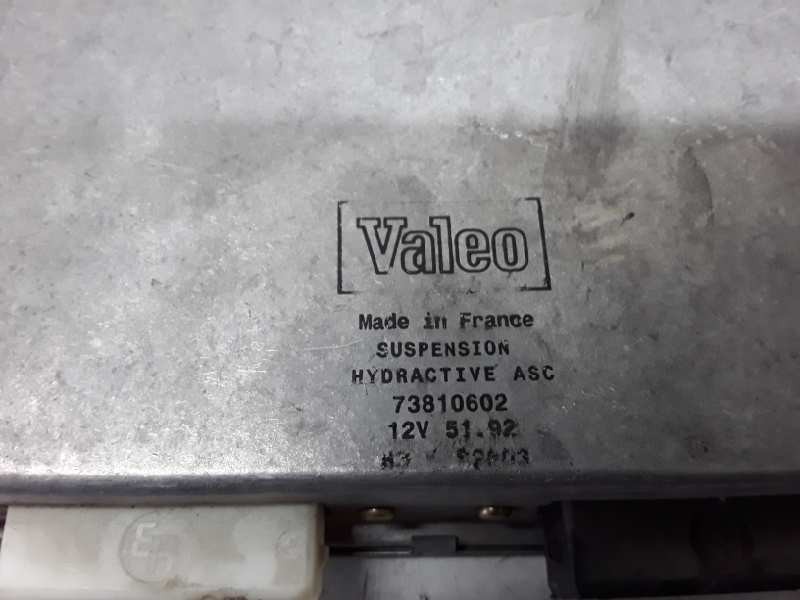 Valeo
Made in France
SUSPENSION
HYDRACTIVE ASC
73810602
12V 51.92